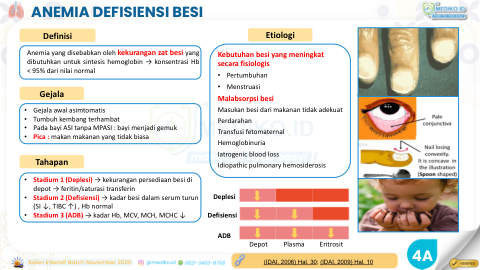 ANEMIA DEFISIENSI BESI
MEDIKO.ID
Definisi
Anemia yang disebabkan oleh kekurangan zat besi yang
dibutuhkan untuk sintesis hemoglobin → konsentrasi Hb
< 95% dari nilai normal
Gejala
• Gejala awal asimtomatis
• Tumbuh kembang terhambat
• Pada bayi ASI tanpa MPASI : bayi menjadi gemuk
• Pica : makan makanan yang tidak biasa
Tahapan
• Stadium 1 (Deplesi) → kekurangan persediaan besi di
depot → feritin/saturasi transferin
• Stadium 2 (Defisiensi) → kadar besi dalam serum turun
(SI ↓, TIBC ↑) , Hb normal
• Stadium 3 (ADB) → kadar Hb, MCV, MCH, MCHC ↓
Etiologi
Kebutuhan besi yang meningkat
secara fisiologis
• Pertumbuhan
• Menstruasi
Malabsorpsi besi
Masukan besi dari makanan tidak adekuat
Perdarahan
Transfusi fetomaternal
Hemoglobinuria
Iatrogenic blood loss
Idiopathic pulmonary hemosiderosis
Deplesi
Defisiensi
ADB
Depot Plasma Eritrosit
Pale
conjunctiva
Nail losing
convexity.
It is concave in
the illustration
(Spoon shaped)
(IDAI, 2006) Hal. 30; (IDAI, 2009) Hal. 10
4A